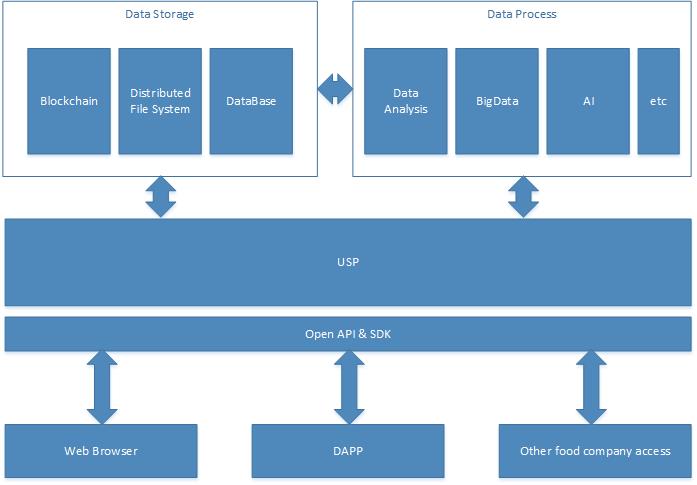 Data Storage
Data Process
Blockchain
Distributed
File System
DataBase
Data
Analysis
BigData
AI
etc
USP
Open API & SDK
Web Browser
DAPP
Other food company access